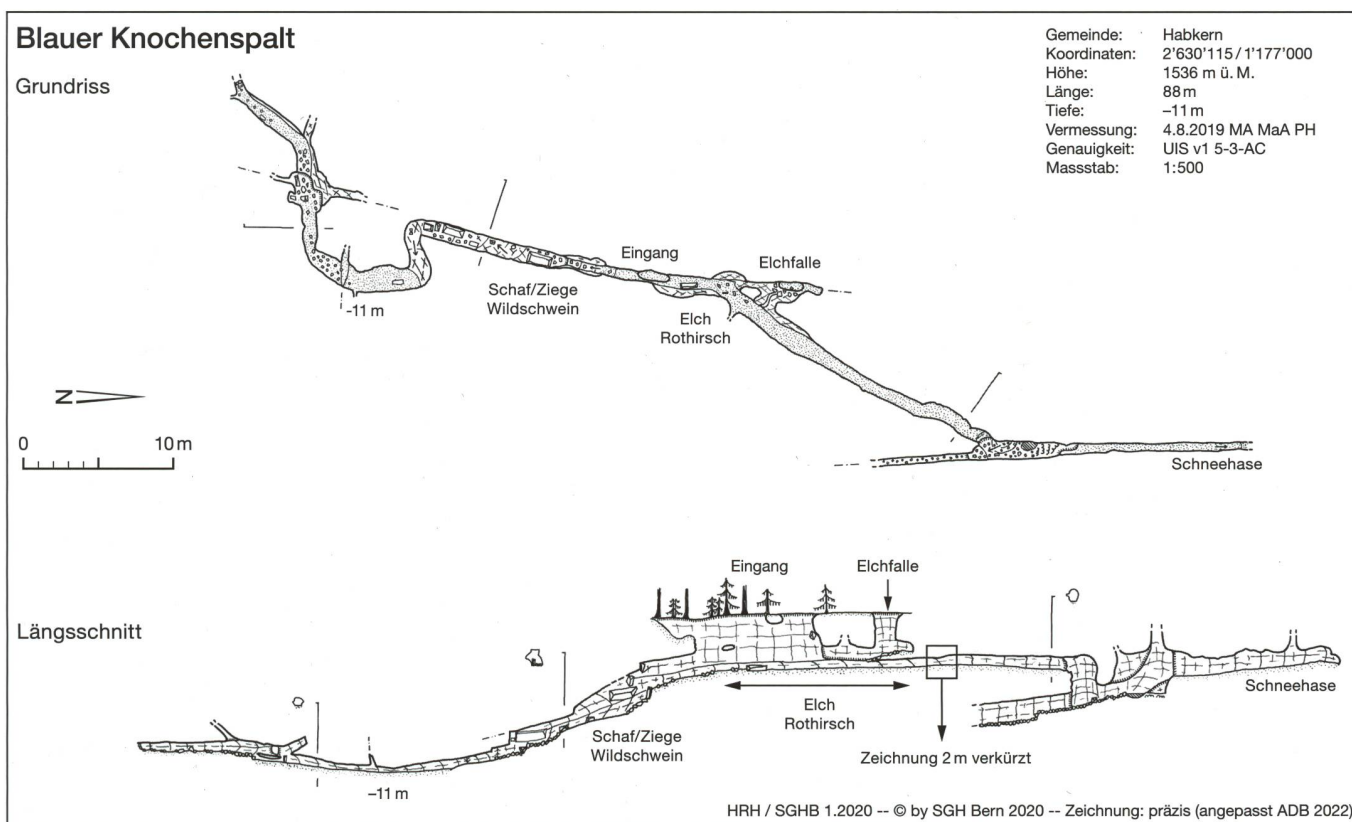 Blauer Knochenspalt
Grundriss
Gemeinde: Habkern
Koordinaten: 2'630'115 / 1'177'000
Höhe: 1536 m ü. M.
Länge: 88 m
Tiefe: –11 m
Vermessung: 4.8.2019 MA MaA PH
Genauigkeit: UIS v1 5-3-AC
Massstab: 1:500
Eingang
Elchfalle
Schaf/Ziege
Wildschwein
-11 m
Elch
Rothirsch
N
0 10 m
Schneehase
Eingang
Elchfalle
Längsschnitt
Schneehase
Elch
Rothirsch
Schaf/Ziege
Wildschwein
Zeichnung 2 m verkürzt
–11 m
HRH / SGHB 1.2020 -- © by SGH Bern 2020 -- Zeichnung: präzis (angepasst ADB 2022)